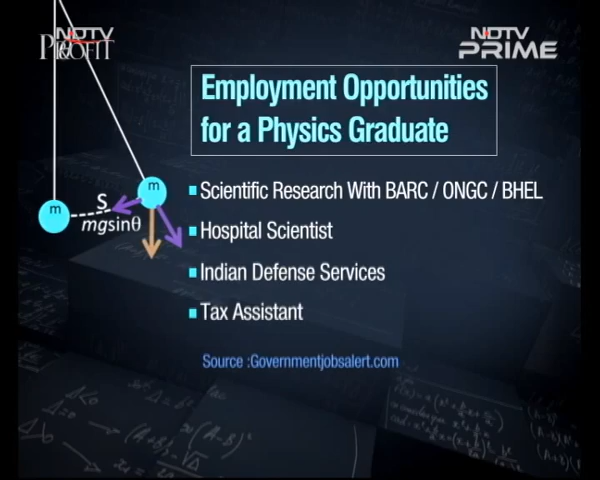 NDTV
PROFIT
NDTV
PRIME
Employment Opportunities
for a Physics Graduate
Scientific Research With BARC / ONGC / BHEL
Hospital Scientist
Indian Defense Services
Tax Assistant
Source :Governmentjobsalert.com
m
m
S
mgsinθ